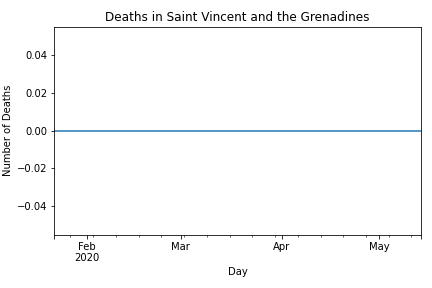 Deaths in Saint Vincent and the Grenadines
Number of Deaths
0.04
0.02
0.00
−0.02
−0.04
Feb Mar Apr May
2020
Day